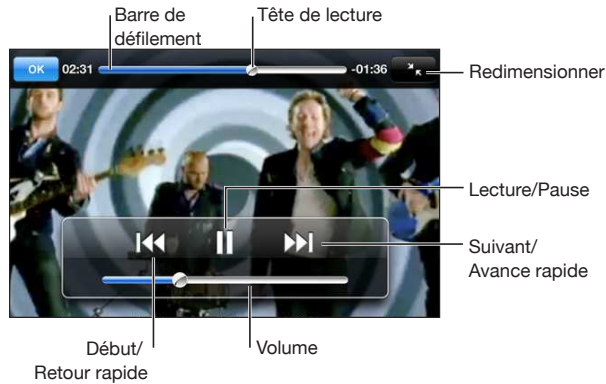 Barre de
défilement
Tête de lecture
OK 02:31 -01:36
Redimensionner
Lecture/Pause
Suivant/
Avance rapide
Début/
Retour rapide
Volume